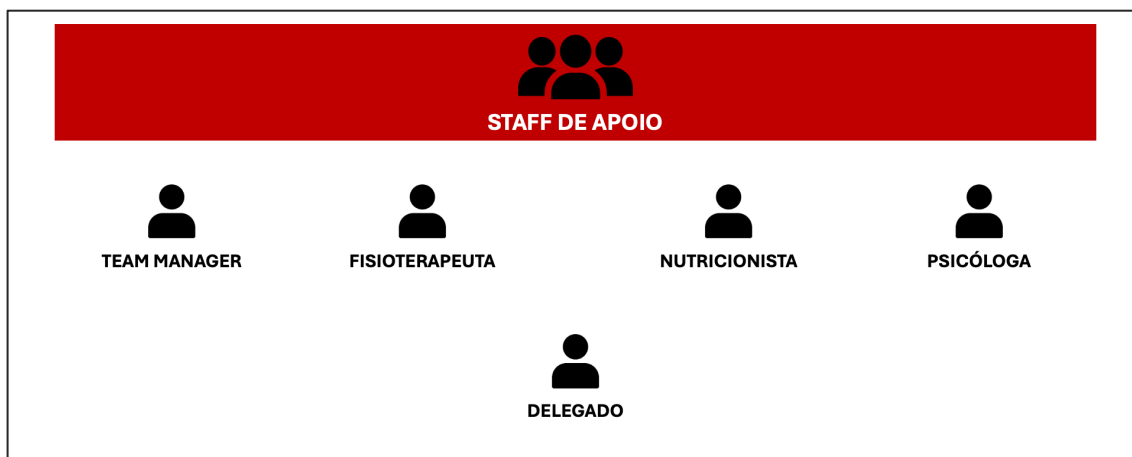 STAFF DE APOIO
TEAM MANAGER
FISIOTERAPEUTA
NUTRICIONISTA
PSICÓLOGA
DELEGADO